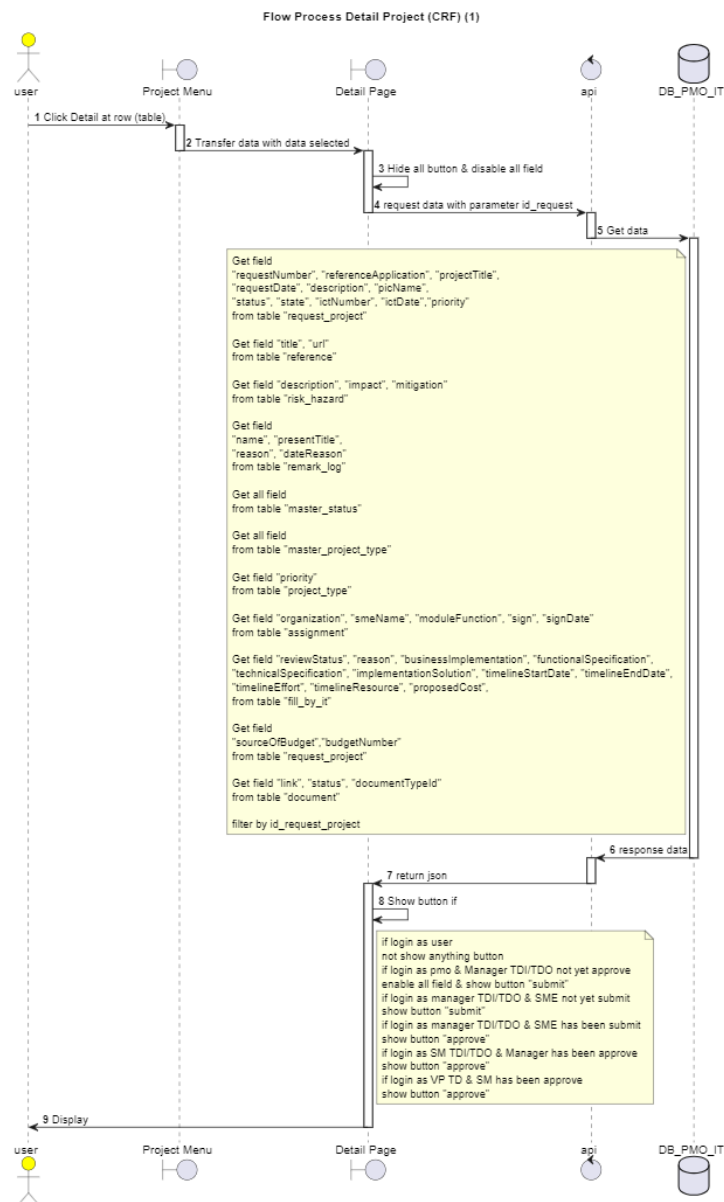 Flow Process Detail Project (CRF) (1)
user
Project Menu
Detail Page
api
DB_PMO_IT
1 Click Detail at row (table)
2 Transfer data with data selected
3 Hide all button & disable all field
4 request data with parameter id_request
5 Get data
Get field
"requestNumber", "referenceApplication", "projectTitle",
"requestDate", "description", "picName",
"status", "state", "ictNumber", "ictDate","priority"
from table "request_project"
Get field "title", "url"
from table "reference"
Get field "description", "impact", "mitigation"
from table "risk_hazard"
Get field
"name", "presentTitle",
"reason", "dateReason"
from table "remark_log"
Get all field
from table "master_status"
Get all field
from table "master_project_type"
Get field "priority"
from table "project_type"
Get field "organization", "smeName", "moduleFunction", "sign", "signDate"
from table "assignment"
Get field "reviewStatus", "reason", "businessImplementation", "functionalSpecification",
"technicalSpecification", "implementationSolution", "timelineStartDate", "timelineEndDate",
"timelineEffort", "timelineResource", "proposedCost",
from table "fill_by_it"
Get field
"sourceOfBudget","budgetNumber"
from table "request_project"
Get field "link", "status", "documentTypeId"
from table "document"
filter by id_request_project
6 response data
7 return json
8 Show button if
if login as user
not show anything button
if login as pmo & Manager TDI/TDO not yet approve
enable all field & show button "submit"
if login as manager TDI/TDO & SME not yet submit
show button "submit"
if login as manager TDI/TDO & SME has been submit
show button "approve"
if login as SM TDI/TDO & Manager has been approve
show button "approve"
if login as VP TD & SM has been approve
show button "approve"
9 Display
user
Project Menu
Detail Page
api
DB_PMO_IT